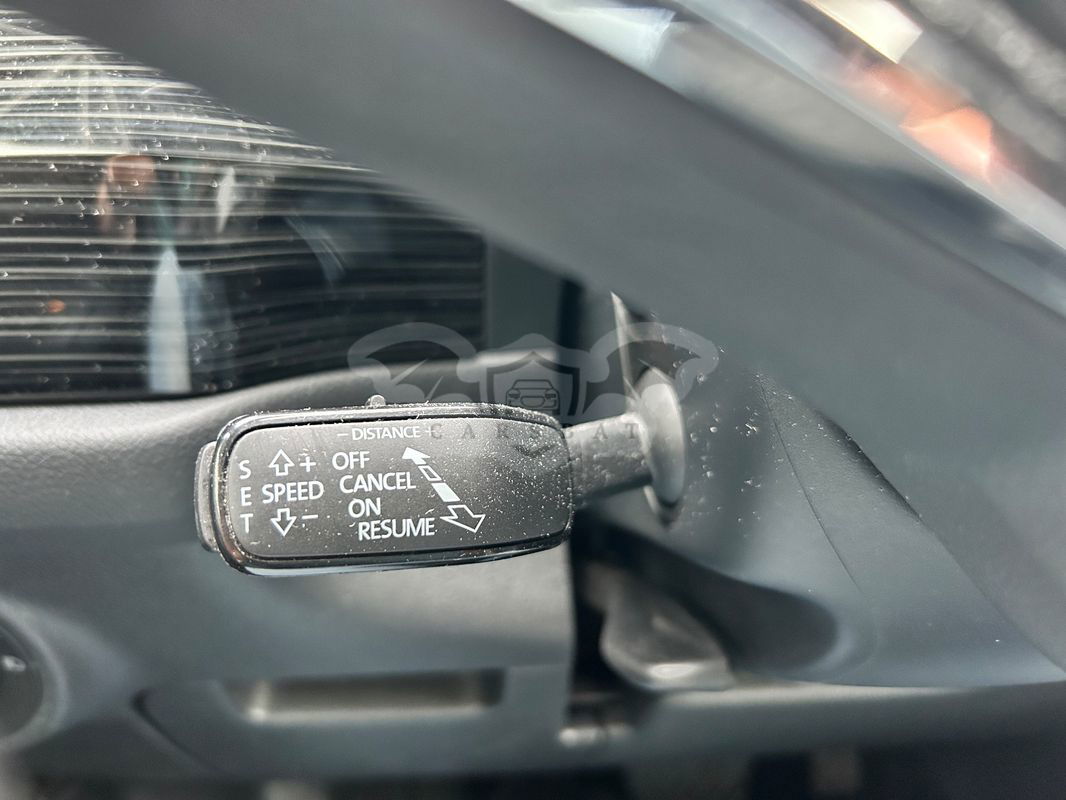 – DISTANCE +
S E T
+ SPEED –
OFF
CANCEL
ON
RESUME